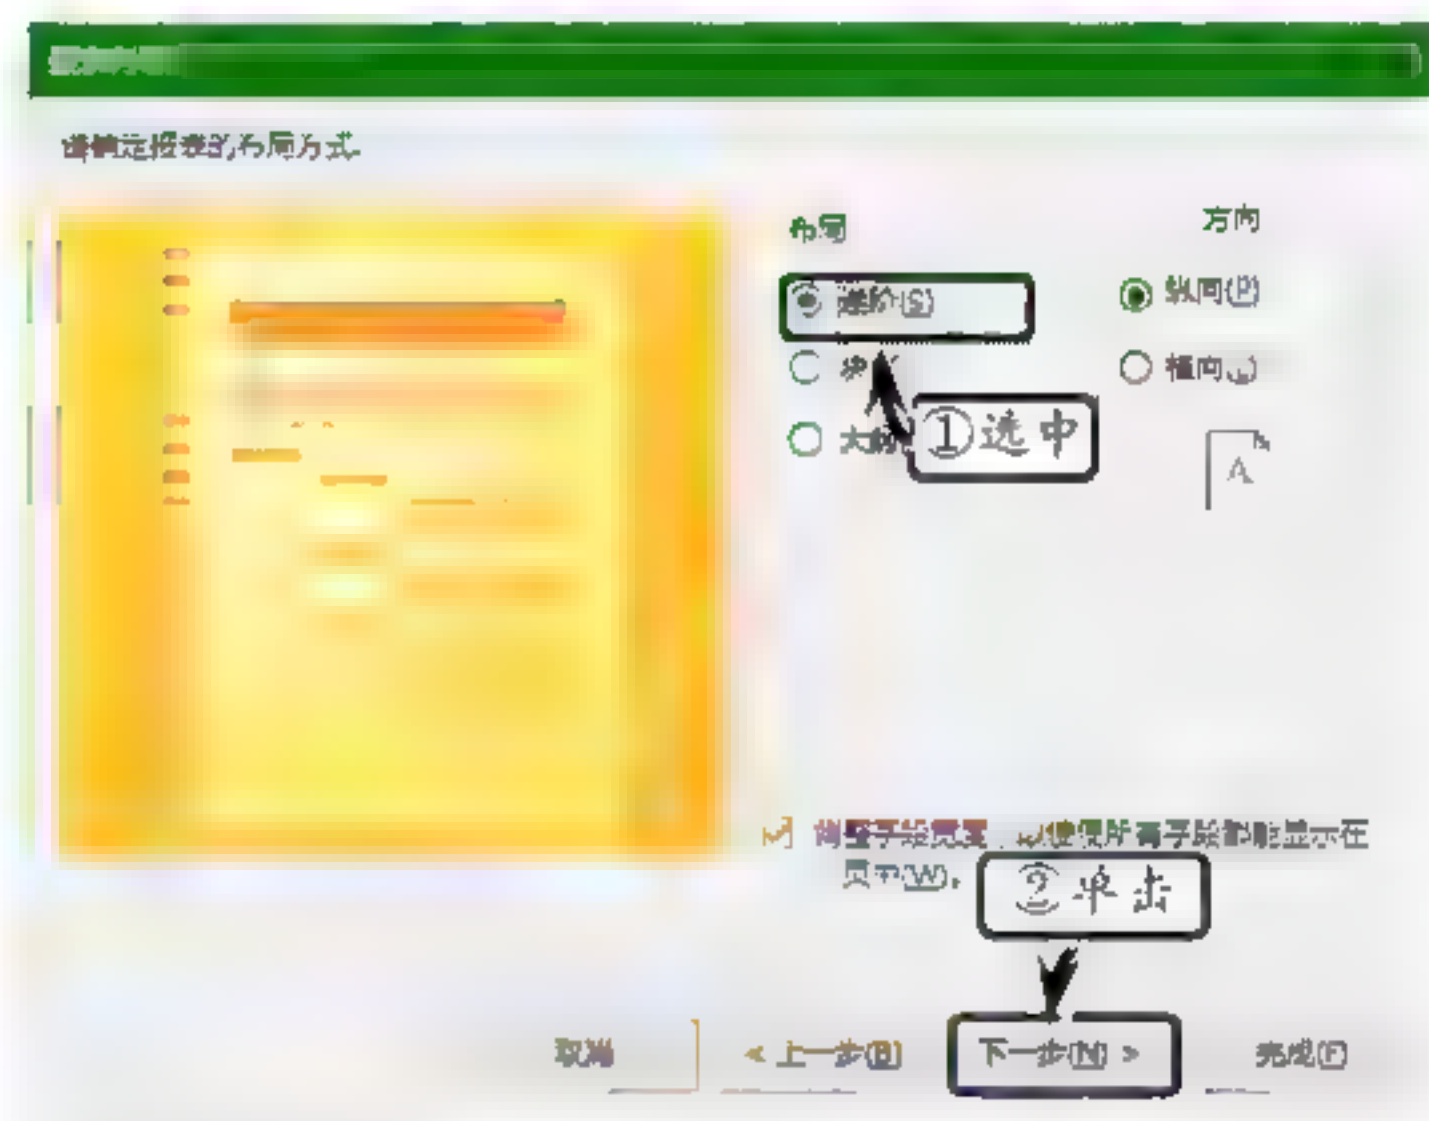 请确定报表的布局方式.
布局
方向
递阶(S)
纵向(P)
块
横向(L)
①选中
A
调整字段宽度，以便使所有字段都能显示在
页中(W)。
②单击
取消
< 上一步(B)
下一步(N) >
完成(F)